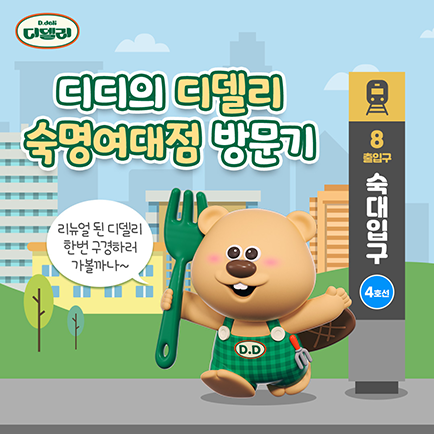 D.deli
디델리
디디의 디델리
숙명여대점 방문기
리뉴얼 된 디델리
한번 구경하러
가볼까나~
8
출입구
숙대입구
4호선
D.D